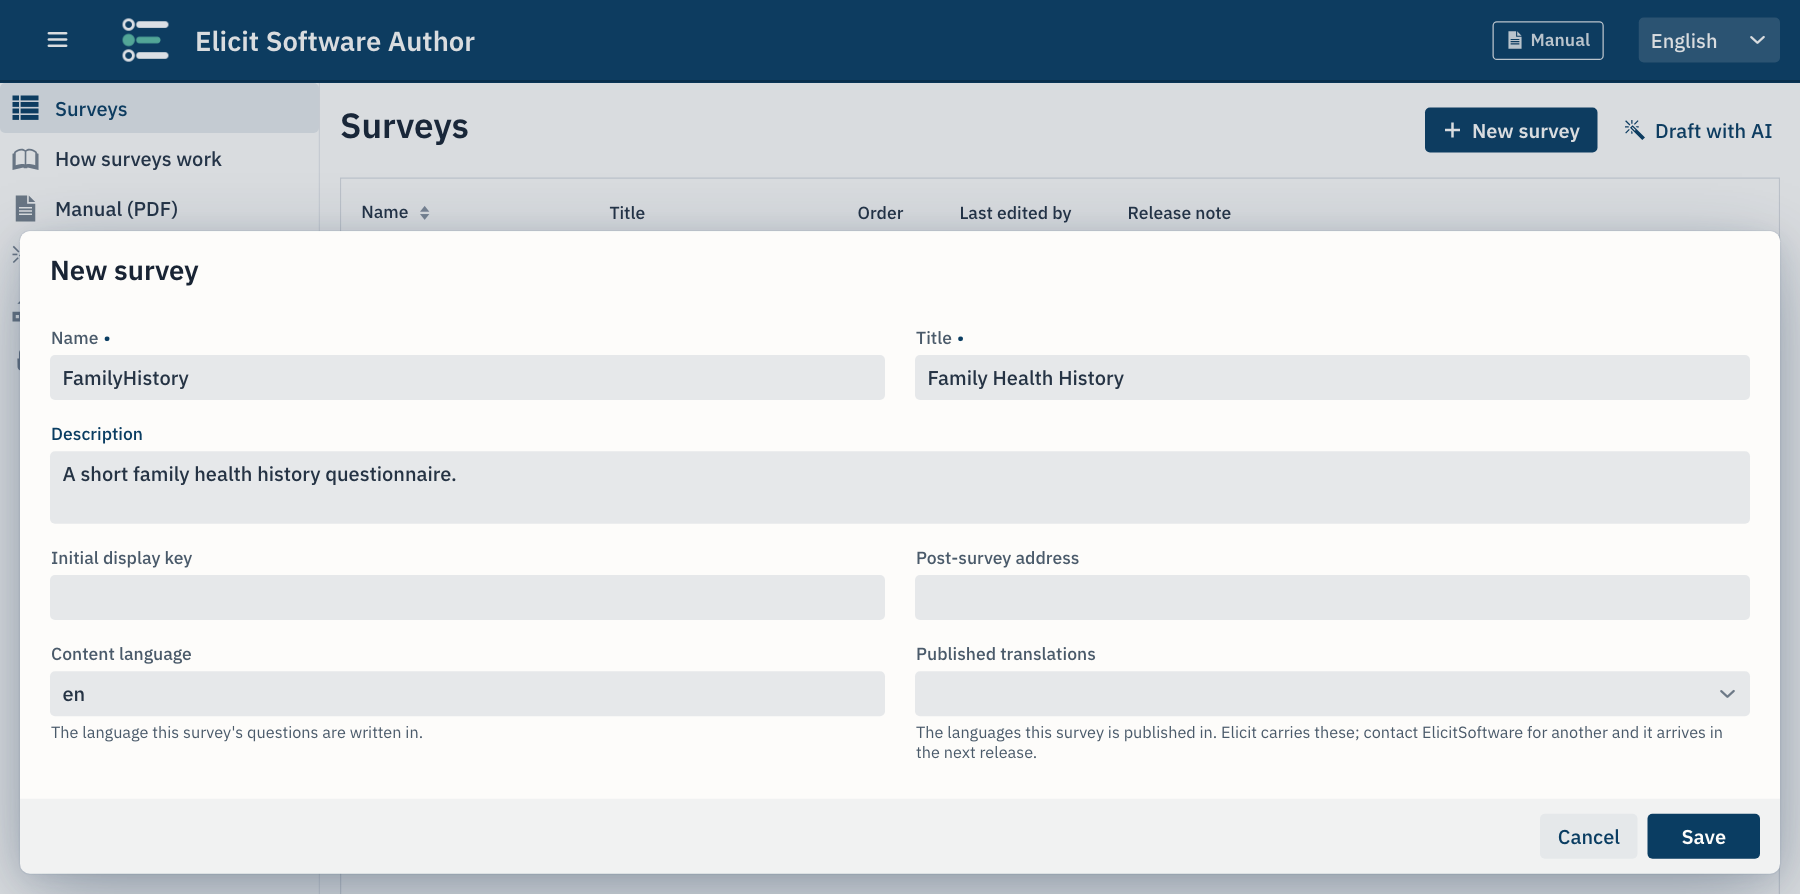 Elicit Software Author
Manual
English
Surveys
How surveys work
Manual (PDF)
Surveys
New survey
Draft with AI
Name
Title
Order
Last edited by
Release note
New survey
Name •
FamilyHistory
Title •
Family Health History
Description
A short family health history questionnaire.
Initial display key
Post-survey address
Content language
en
The language this survey's questions are written in.
Published translations
The languages this survey is published in. Elicit carries these; contact ElicitSoftware for another and it arrives in
the next release.
Cancel
Save